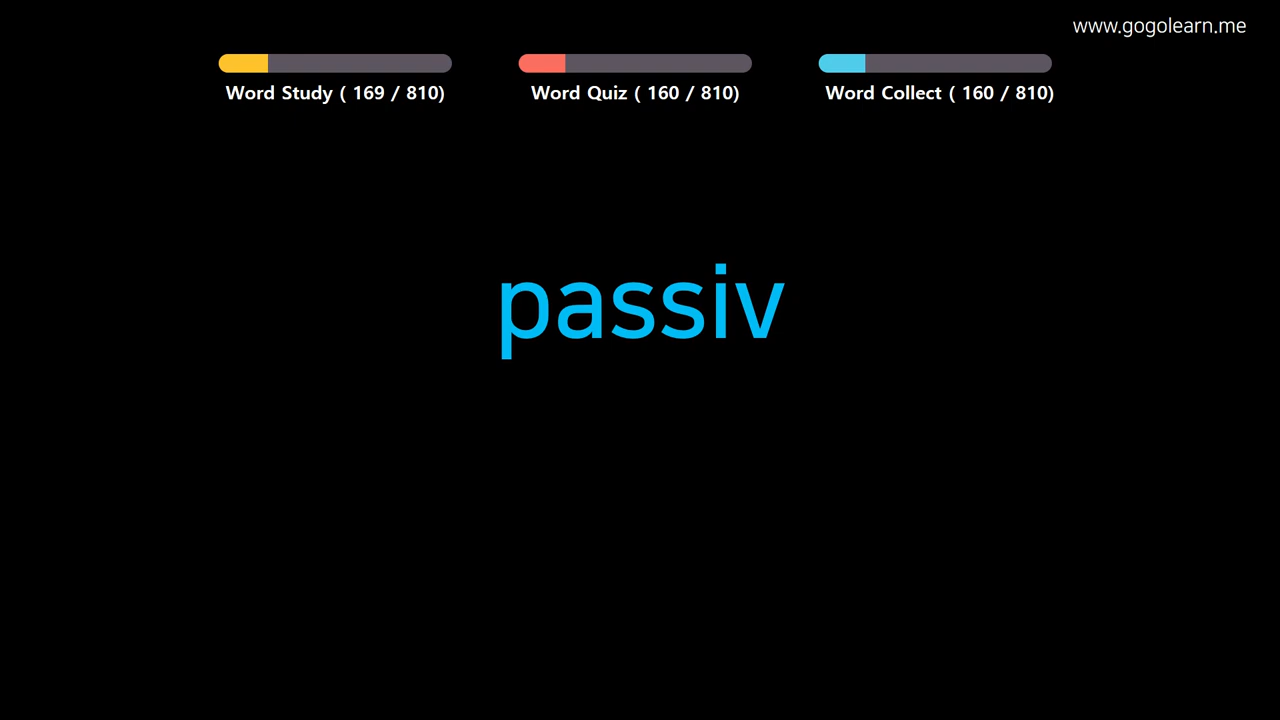 www.gogolearn.me
Word Study ( 169 / 810)
Word Quiz ( 160 / 810)
Word Collect ( 160 / 810)
passiv